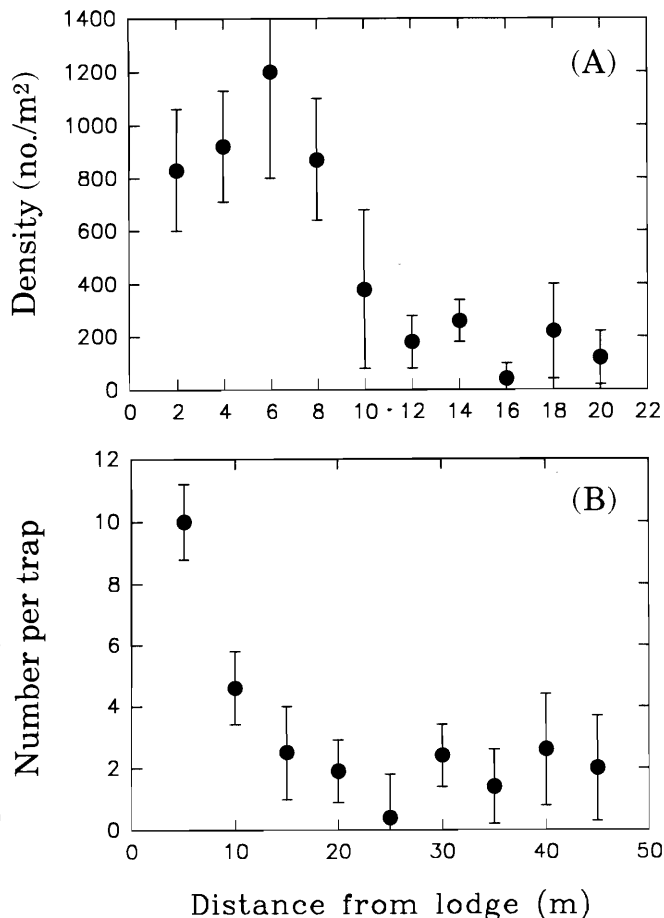 (A)
Density (no./m²)
1400
1200
1000
800
600
400
200
0
0 2 4 6 8 10 12 14 16 18 20 22
(B)
Number per trap
12
10
8
6
4
2
0
0 10 20 30 40 50
Distance from lodge (m)